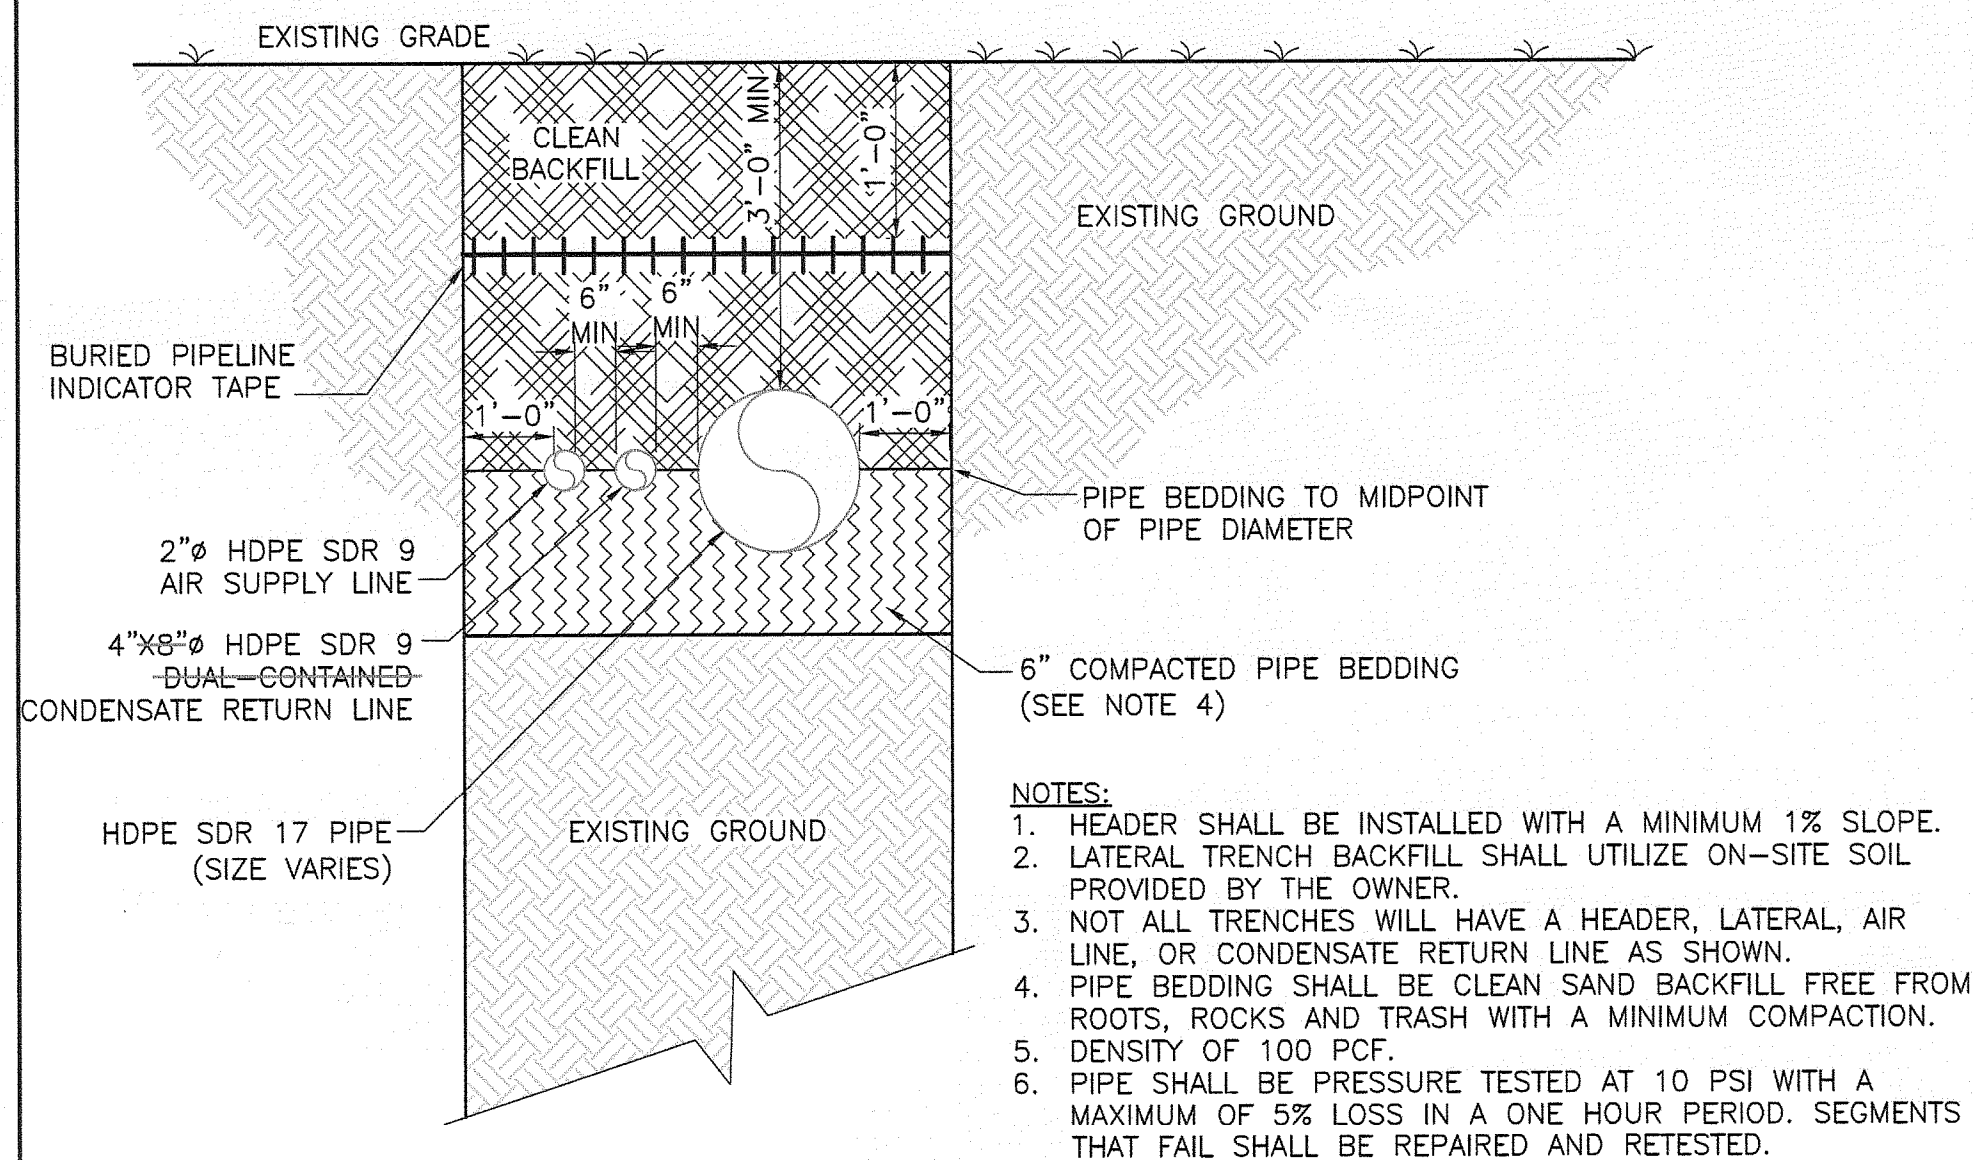 EXISTING GRADE
CLEAN
BACKFILL
3'-0" MIN
1'-0"
EXISTING GROUND
6"
MIN
6"
MIN
BURIED PIPELINE
INDICATOR TAPE
1'-0"
1'-0"
PIPE BEDDING TO MIDPOINT
OF PIPE DIAMETER
2"ø HDPE SDR 9
AIR SUPPLY LINE
4"X8"ø HDPE SDR 9
DUAL-CONTAINED
CONDENSATE RETURN LINE
6" COMPACTED PIPE BEDDING
(SEE NOTE 4)
HDPE SDR 17 PIPE
(SIZE VARIES)
EXISTING GROUND
NOTES:
1. HEADER SHALL BE INSTALLED WITH A MINIMUM 1% SLOPE.
2. LATERAL TRENCH BACKFILL SHALL UTILIZE ON-SITE SOIL
PROVIDED BY THE OWNER.
3. NOT ALL TRENCHES WILL HAVE A HEADER, LATERAL, AIR
LINE, OR CONDENSATE RETURN LINE AS SHOWN.
4. PIPE BEDDING SHALL BE CLEAN SAND BACKFILL FREE FROM
ROOTS, ROCKS AND TRASH WITH A MINIMUM COMPACTION.
5. DENSITY OF 100 PCF.
6. PIPE SHALL BE PRESSURE TESTED AT 10 PSI WITH A
MAXIMUM OF 5% LOSS IN A ONE HOUR PERIOD. SEGMENTS
THAT FAIL SHALL BE REPAIRED AND RETESTED.